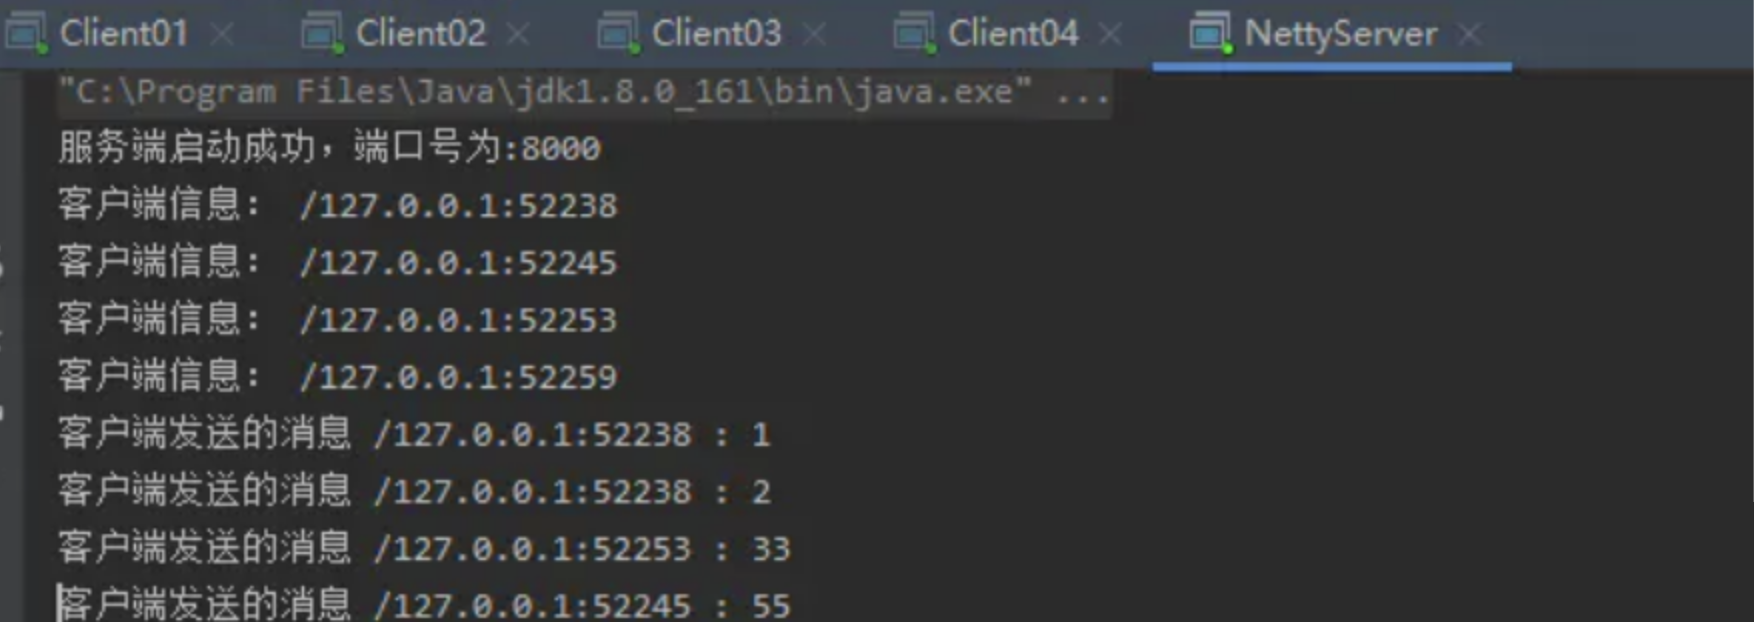 Client01 Client02 Client03 Client04 NettyServer
"C:\Program Files\Java\jdk1.8.0_161\bin\java.exe" ...
服务端启动成功，端口号为:8000
客户端信息： /127.0.0.1:52238
客户端信息： /127.0.0.1:52245
客户端信息： /127.0.0.1:52253
客户端信息： /127.0.0.1:52259
客户端发送的消息 /127.0.0.1:52238 : 1
客户端发送的消息 /127.0.0.1:52238 : 2
客户端发送的消息 /127.0.0.1:52253 : 33
客户端发送的消息 /127.0.0.1:52245 : 55